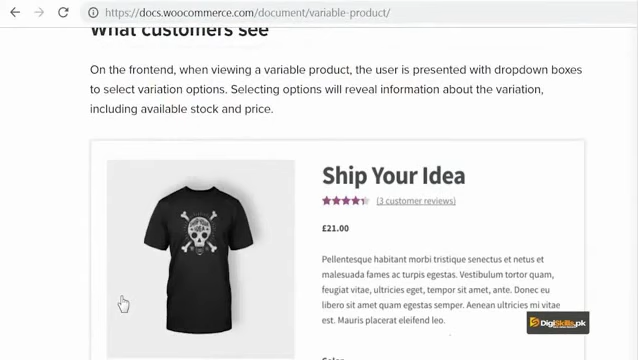 https://docs.woocommerce.com/document/variable-product/
What customers see
On the frontend, when viewing a variable product, the user is presented with dropdown boxes
to select variation options. Selecting options will reveal information about the variation,
including available stock and price.
Ship Your Idea
(3 customer reviews)
£21.00
Pellentesque habitant morbi tristique senectus et netus et
malesuada fames ac turpis egestas. Vestibulum tortor quam,
feugiat vitae, ultricies eget, tempor sit amet, ante. Donec eu
libero sit amet quam egestas semper. Aenean ultricies mi vitae
est. Mauris placerat eleifend leo.
SHIP YOUR
IDEA
DigiSkills.pk